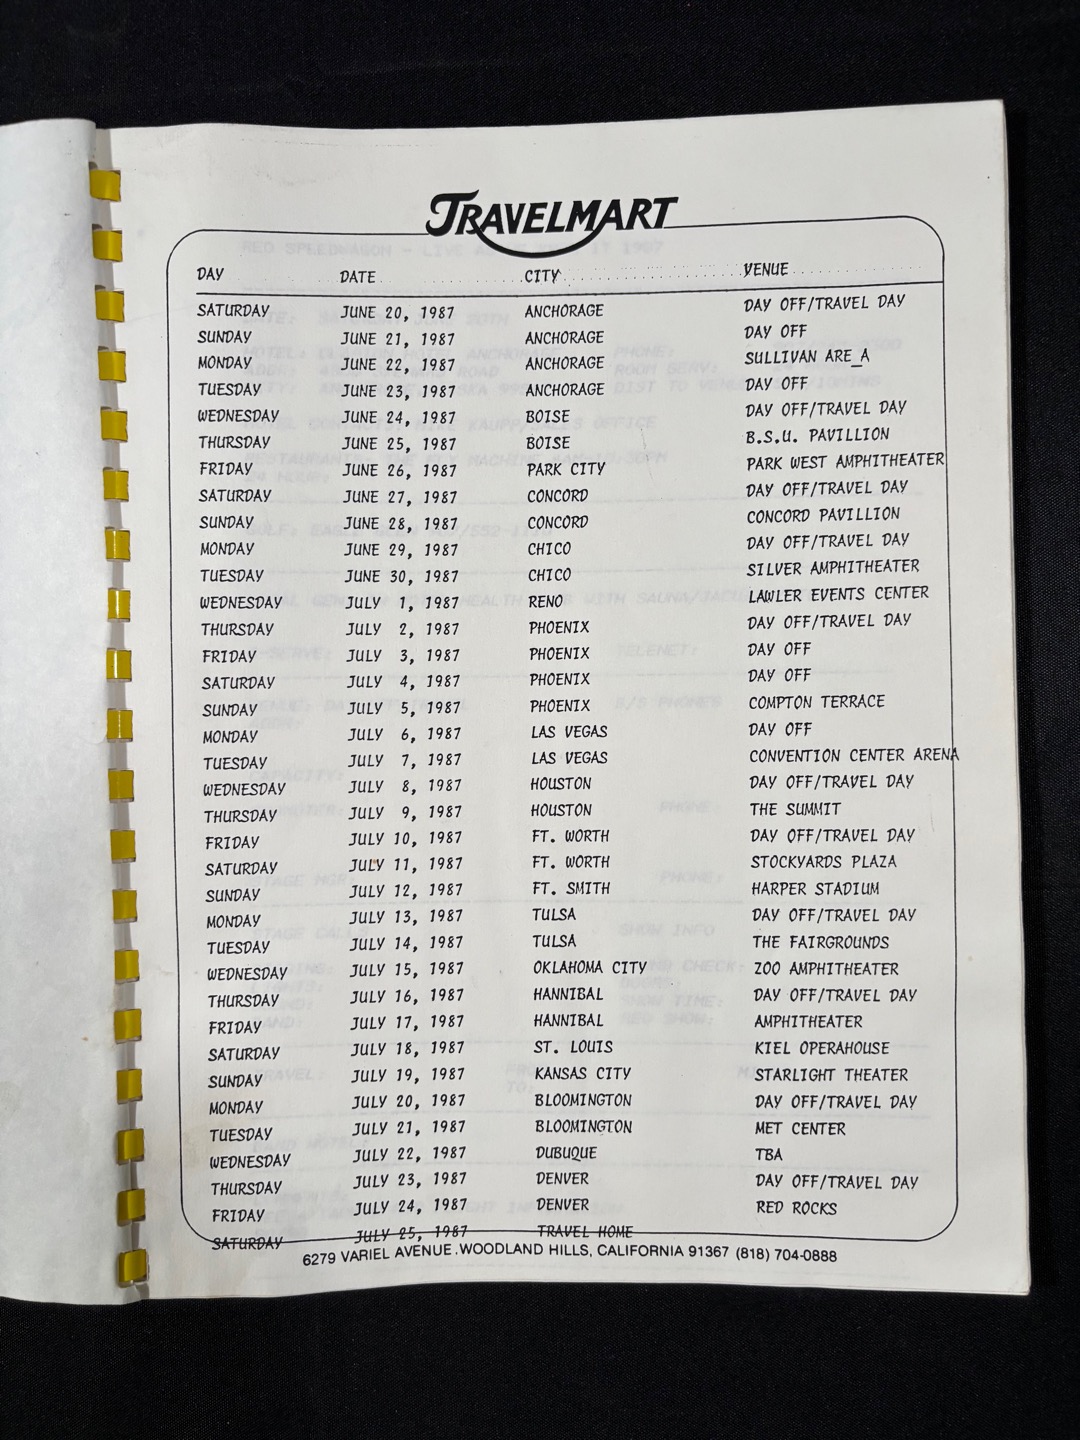 TRAVELMART
DAY DATE CITY VENUE
SATURDAY JUNE 20, 1987 ANCHORAGE DAY OFF/TRAVEL DAY
SUNDAY JUNE 21, 1987 ANCHORAGE DAY OFF
MONDAY JUNE 22, 1987 ANCHORAGE SULLIVAN ARE_A
TUESDAY JUNE 23, 1987 ANCHORAGE DAY OFF
WEDNESDAY JUNE 24, 1987 BOISE DAY OFF/TRAVEL DAY
THURSDAY JUNE 25, 1987 BOISE B.S.U. PAVILLION
FRIDAY JUNE 26, 1987 PARK CITY PARK WEST AMPHITHEATER
SATURDAY JUNE 27, 1987 CONCORD DAY OFF/TRAVEL DAY
SUNDAY JUNE 28, 1987 CONCORD CONCORD PAVILLION
MONDAY JUNE 29, 1987 CHICO DAY OFF/TRAVEL DAY
TUESDAY JUNE 30, 1987 CHICO SILVER AMPHITHEATER
WEDNESDAY JULY 1, 1987 RENO LAWLER EVENTS CENTER
THURSDAY JULY 2, 1987 PHOENIX DAY OFF/TRAVEL DAY
FRIDAY JULY 3, 1987 PHOENIX DAY OFF
SATURDAY JULY 4, 1987 PHOENIX DAY OFF
SUNDAY JULY 5, 1987 PHOENIX COMPTON TERRACE
MONDAY JULY 6, 1987 LAS VEGAS DAY OFF
TUESDAY JULY 7, 1987 LAS VEGAS CONVENTION CENTER ARENA
WEDNESDAY JULY 8, 1987 HOUSTON DAY OFF/TRAVEL DAY
THURSDAY JULY 9, 1987 HOUSTON THE SUMMIT
FRIDAY JULY 10, 1987 FT. WORTH DAY OFF/TRAVEL DAY
SATURDAY JULY 11, 1987 FT. WORTH STOCKYARDS PLAZA
SUNDAY JULY 12, 1987 FT. SMITH HARPER STADIUM
MONDAY JULY 13, 1987 TULSA DAY OFF/TRAVEL DAY
TUESDAY JULY 14, 1987 TULSA THE FAIRGROUNDS
WEDNESDAY JULY 15, 1987 OKLAHOMA CITY ZOO AMPHITHEATER
THURSDAY JULY 16, 1987 HANNIBAL DAY OFF/TRAVEL DAY
FRIDAY JULY 17, 1987 HANNIBAL AMPHITHEATER
SATURDAY JULY 18, 1987 ST. LOUIS KIEL OPERAHOUSE
SUNDAY JULY 19, 1987 KANSAS CITY STARLIGHT THEATER
MONDAY JULY 20, 1987 BLOOMINGTON DAY OFF/TRAVEL DAY
TUESDAY JULY 21, 1987 BLOOMINGTON MET CENTER
WEDNESDAY JULY 22, 1987 DUBUQUE TBA
THURSDAY JULY 23, 1987 DENVER DAY OFF/TRAVEL DAY
FRIDAY JULY 24, 1987 DENVER RED ROCKS
SATURDAY JULY 25, 1987 TRAVEL HOME
6279 VARIEL AVENUE. WOODLAND HILLS, CALIFORNIA 91367 (818) 704-0888